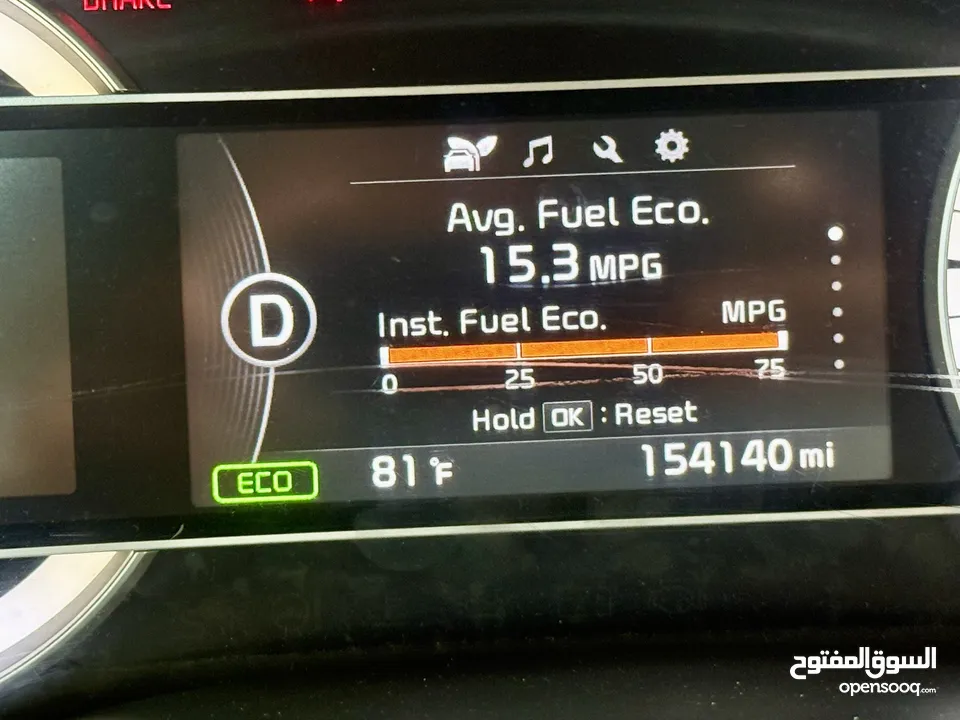 BRAKE
Avg. Fuel Eco.
15.3 MPG
D
Inst. Fuel Eco. MPG
0 25 50 75
Hold OK : Reset
ECO 81 °F 154140 mi
السوق المفتوح
opensooq.com